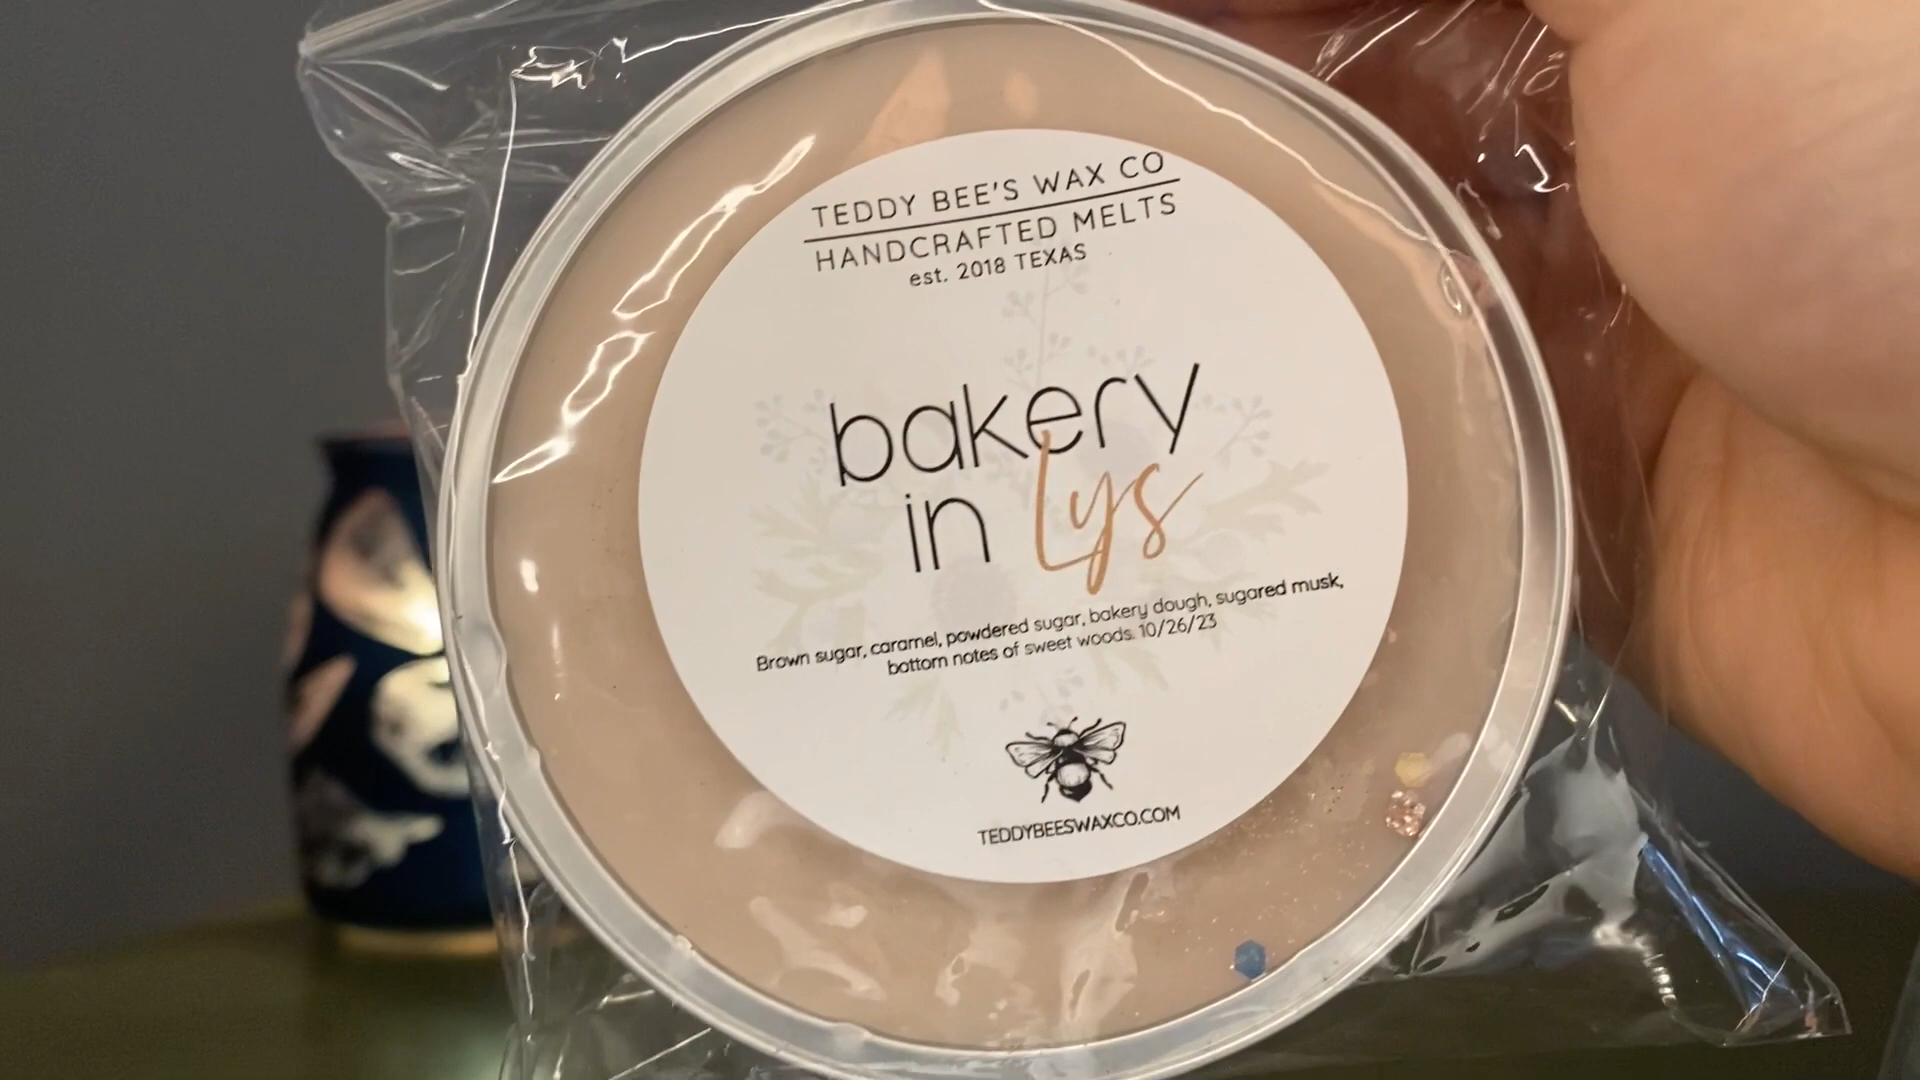 TEDDY BEE'S WAX CO
HANDCRAFTED MELTS
est. 2018 TEXAS
bakery
in Lys
Brown sugar, caramel, powdered sugar, bakery dough, sugared musk,
bottom notes of sweet woods. 10/26/23
TEDDYBEESWAXCO.COM